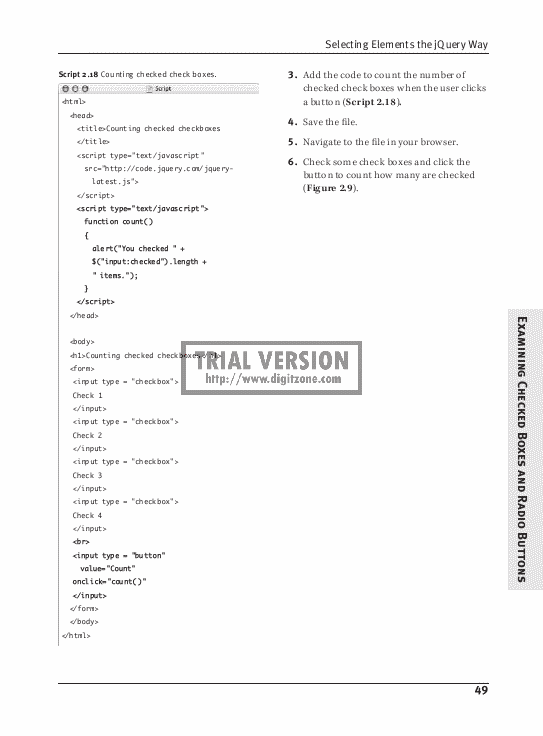 Selecting Elements the jQuery Way
Script 2.18 Counting checked check boxes.
Script
<html>
<head>
<title>Counting checked checkboxes
</title>
<script type="text/javascript"
src="http://code.jquery.com/jquery-
latest.js">
</script>
<script type="text/javascript">
function count()
{
alert("You checked " +
$("input:checked").length +
" items.");
}
</script>
</head>
<body>
<h1>Counting checked checkboxes</h1>
<form>
<input type = "checkbox">
Check 1
</input>
<input type = "checkbox">
Check 2
</input>
<input type = "checkbox">
Check 3
</input>
<input type = "checkbox">
Check 4
</input>
<br>
<input type = "button"
value="Count"
onclick="count()"
</input>
</form>
</body>
</html>
3. Add the code to count the number of
checked check boxes when the user clicks
a button (Script 2.18).
4. Save the file.
5. Navigate to the file in your browser.
6. Check some check boxes and click the
button to count how many are checked
(Figure 2.9).
TRIAL VERSION
http://www.digitzone.com
Examining Checked Boxes and Radio Buttons
49